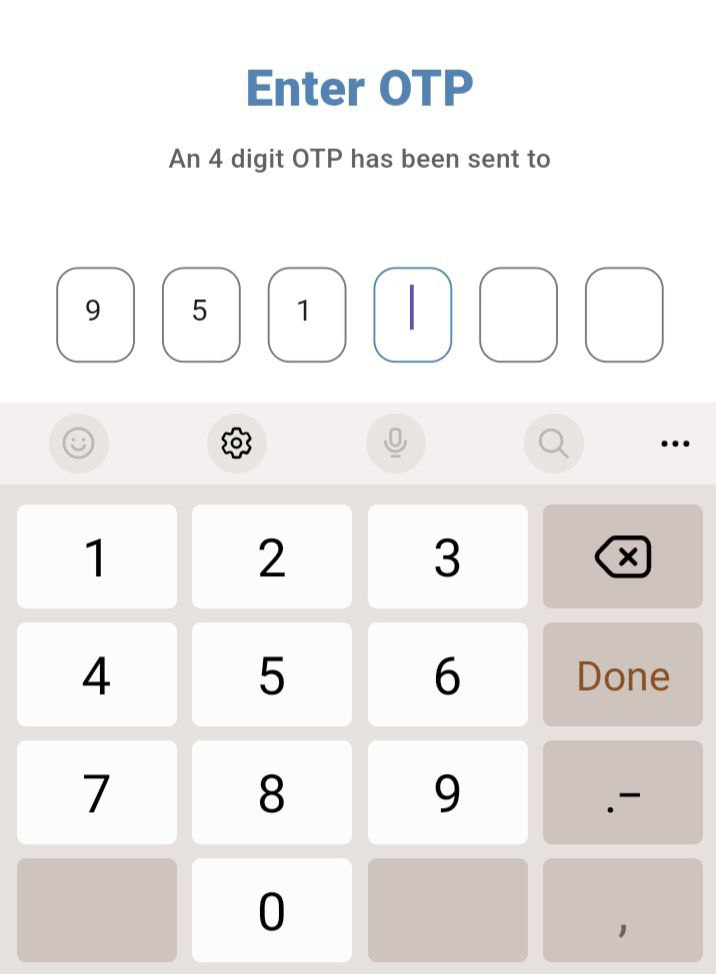 Enter OTP
An 4 digit OTP has been sent to
9 5 1
1 2 3
4 5 6 Done
7 8 9 .–
0 ,